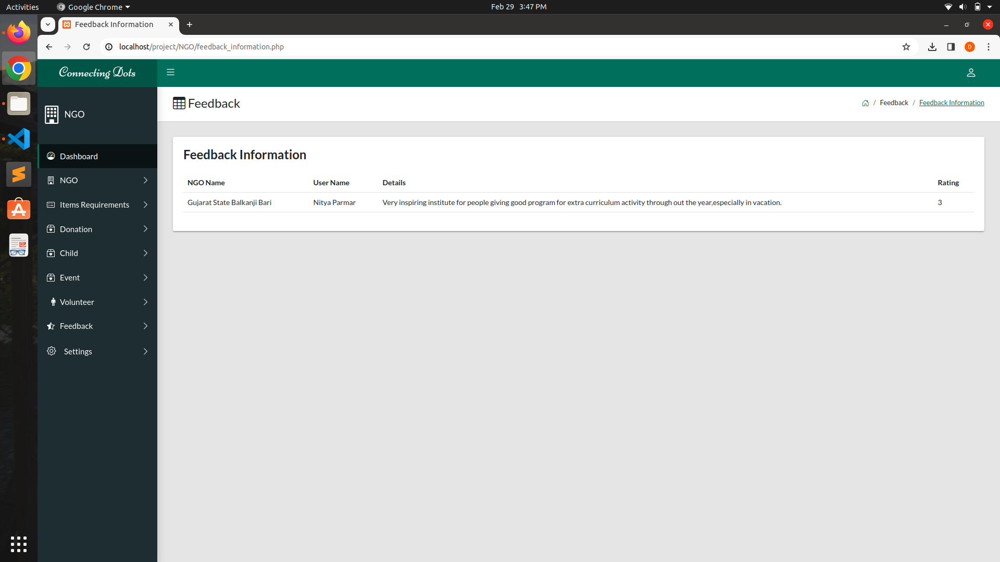 Activities
Google Chrome
Feb 29 3:47 PM
Feedback Information
localhost/project/NGO/feedback_information.php
D
Connecting Dots
NGO
Dashboard
NGO
Items Requirements
Donation
Child
Event
Volunteer
Feedback
Settings
Feedback
/ Feedback / Feedback Information
Feedback Information
NGO Name User Name Details Rating
Gujarat State Balkanji Bari Nitya Parmar Very inspiring institute for people giving good program for extra curriculum activity through out the year,especially in vacation. 3